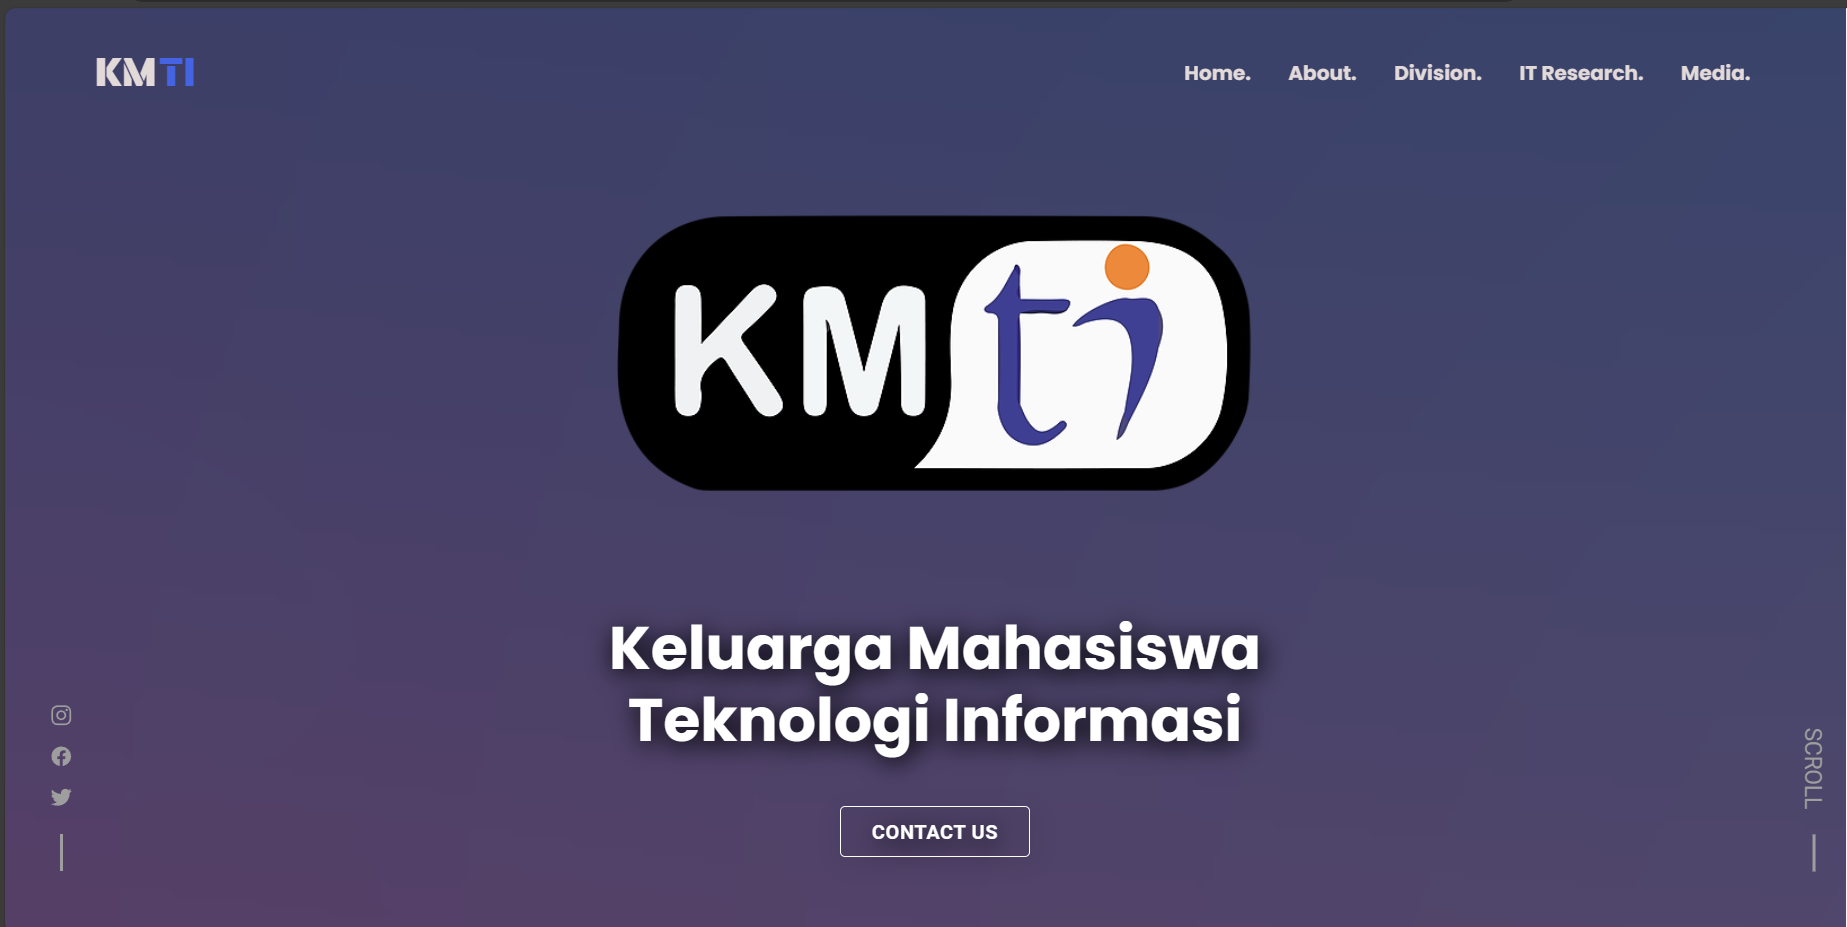 KMTI
Home. About. Division. IT Research. Media.
KMti
Keluarga Mahasiswa
Teknologi Informasi
CONTACT US
SCROLL